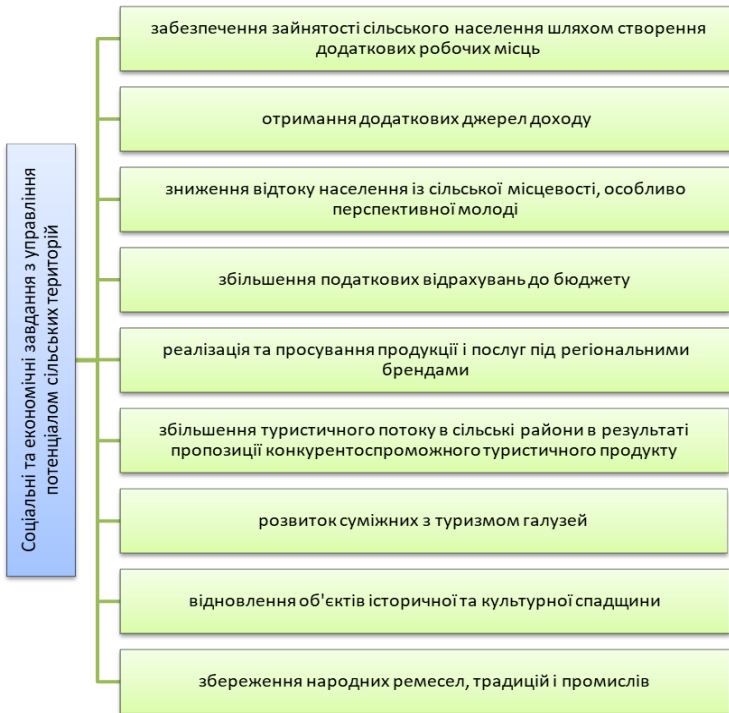 Соціальні та економічні завдання з управління
потенціалом сільських територій
забезпечення зайнятості сільського населення шляхом створення
додаткових робочих місць
отримання додаткових джерел доходу
зниження відтоку населення із сільської місцевості, особливо
перспективної молоді
збільшення податкових відрахувань до бюджету
реалізація та просування продукції і послуг під регіональними
брендами
збільшення туристичного потоку в сільські райони в результаті
пропозиції конкурентоспроможного туристичного продукту
розвиток суміжних з туризмом галузей
відновлення об'єктів історичної та культурної спадщини
збереження народних ремесел, традицій і промислів